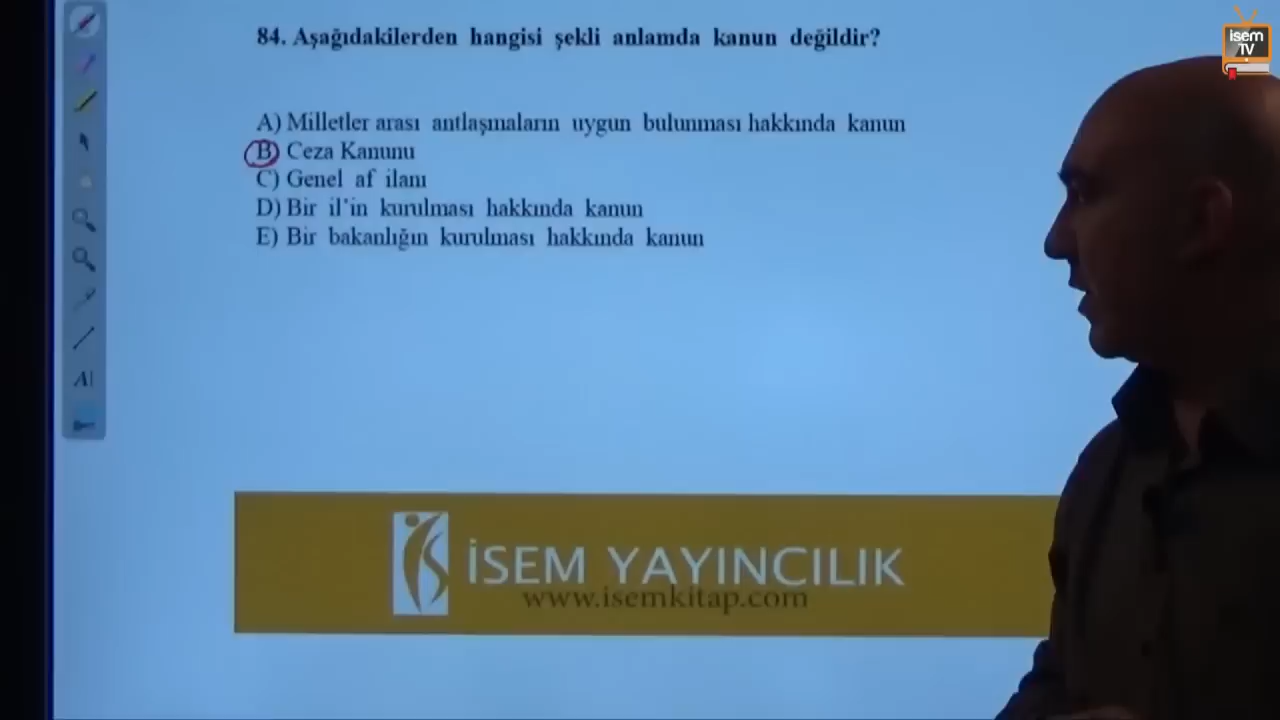 isem
TV
84. Aşağıdakilerden hangisi şekli anlamda kanun değildir?
A) Milletler arası antlaşmaların uygun bulunması hakkında kanun
B) Ceza Kanunu
C) Genel af ilanı
D) Bir il'in kurulması hakkında kanun
E) Bir bakanlığın kurulması hakkında kanun
A
İSEM YAYINCILIK
www.isemkitap.com